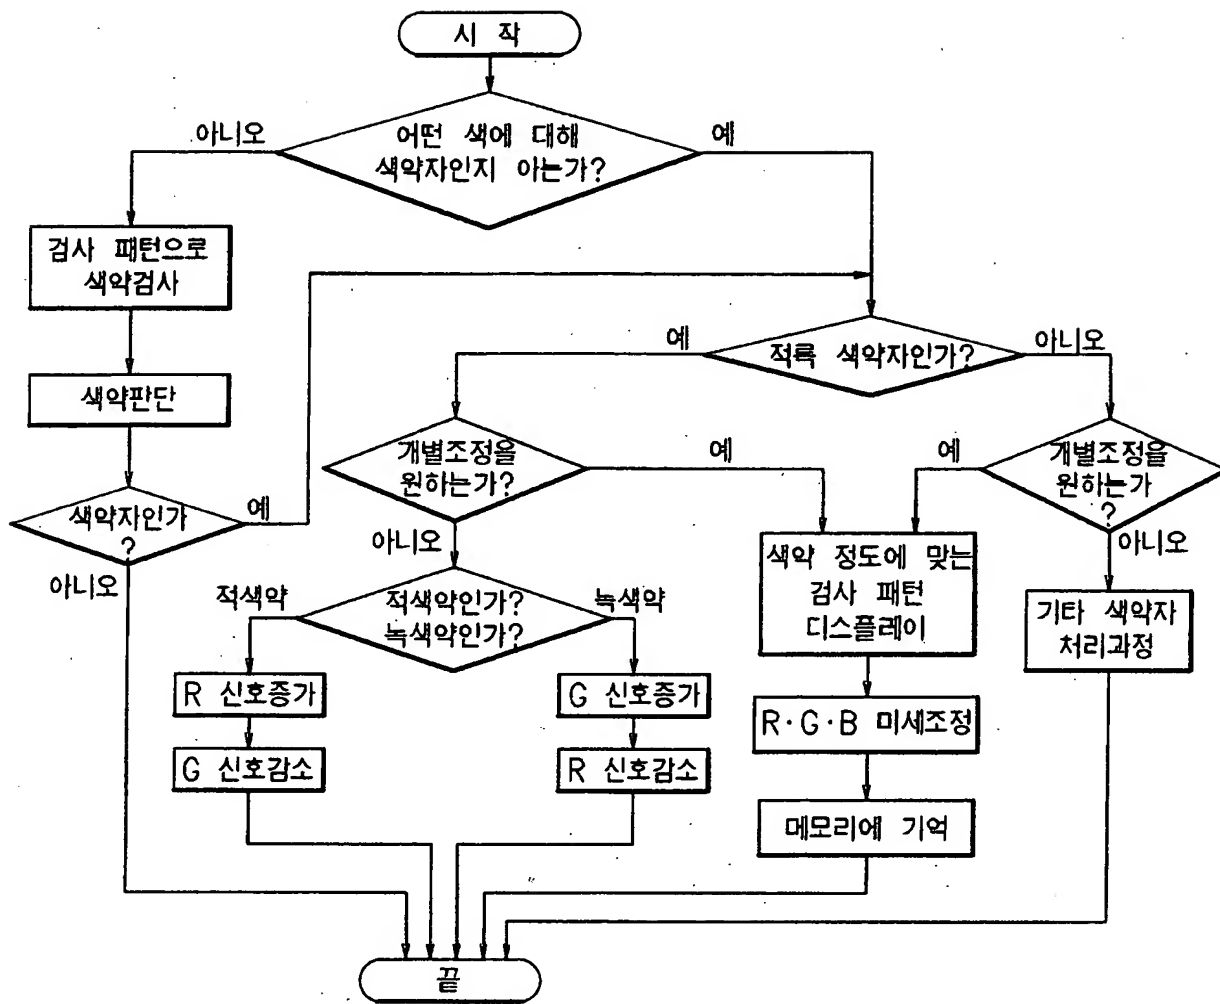 시 작
어떤 색에 대해
색약자인지 아는가?
아니오
예
검사 패턴으로
색약검사
색약판단
색약자인가
?
예
아니오
적록 색약자인가?
예
아니오
개별조정을
원하는가?
예
아니오
개별조정을
원하는가
?
예
아니오
적색약인가?
녹색약인가?
적색약
녹색약
R 신호증가
G 신호감소
G 신호증가
R 신호감소
색약 정도에 맞는
검사 패턴
디스플레이
R·G·B 미세조정
메모리에 기억
기타 색약자
처리과정
끝